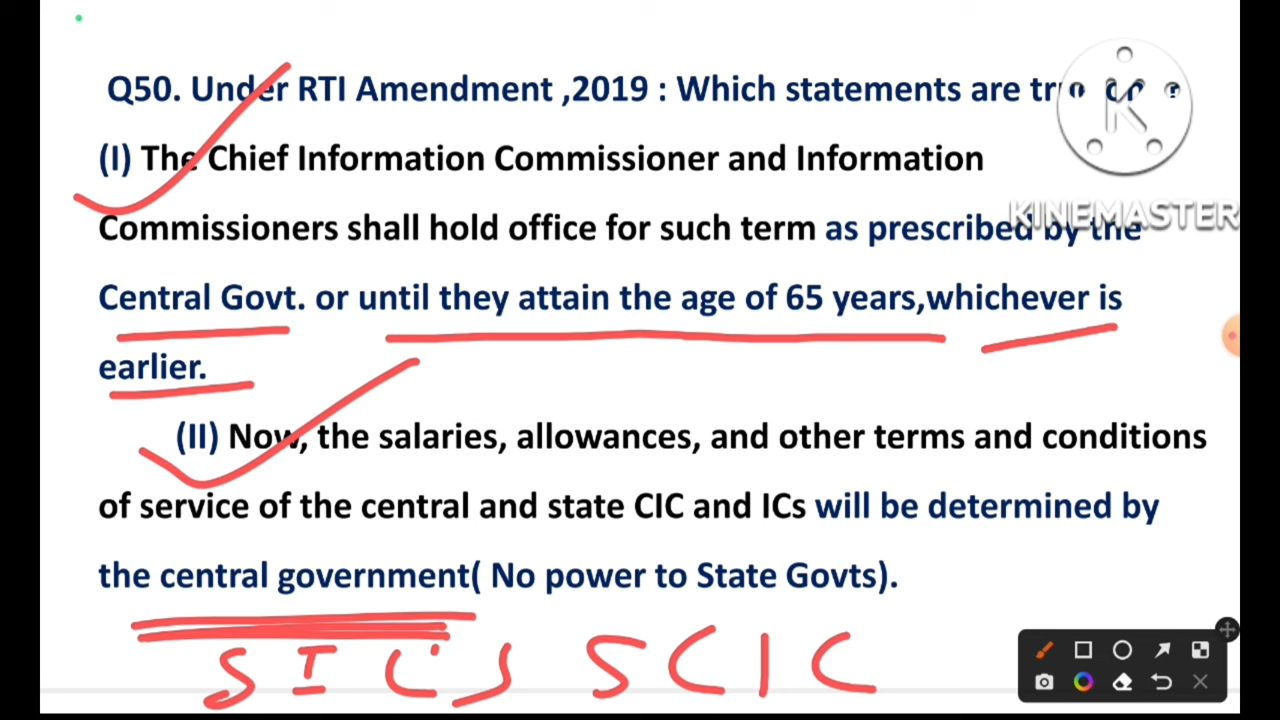 Q50. Under RTI Amendment ,2019 : Which statements are
(I) The Chief Information Commissioner and Information
Commissioners shall hold office for such term as prescribed by the
KINEMASTER
Central Govt. or until they attain the age of 65 years,whichever is
earlier.
(II) Now, the salaries, allowances, and other terms and conditions
of service of the central and state CIC and ICs will be determined by
the central government( No power to State Govts).
SICs SCIC